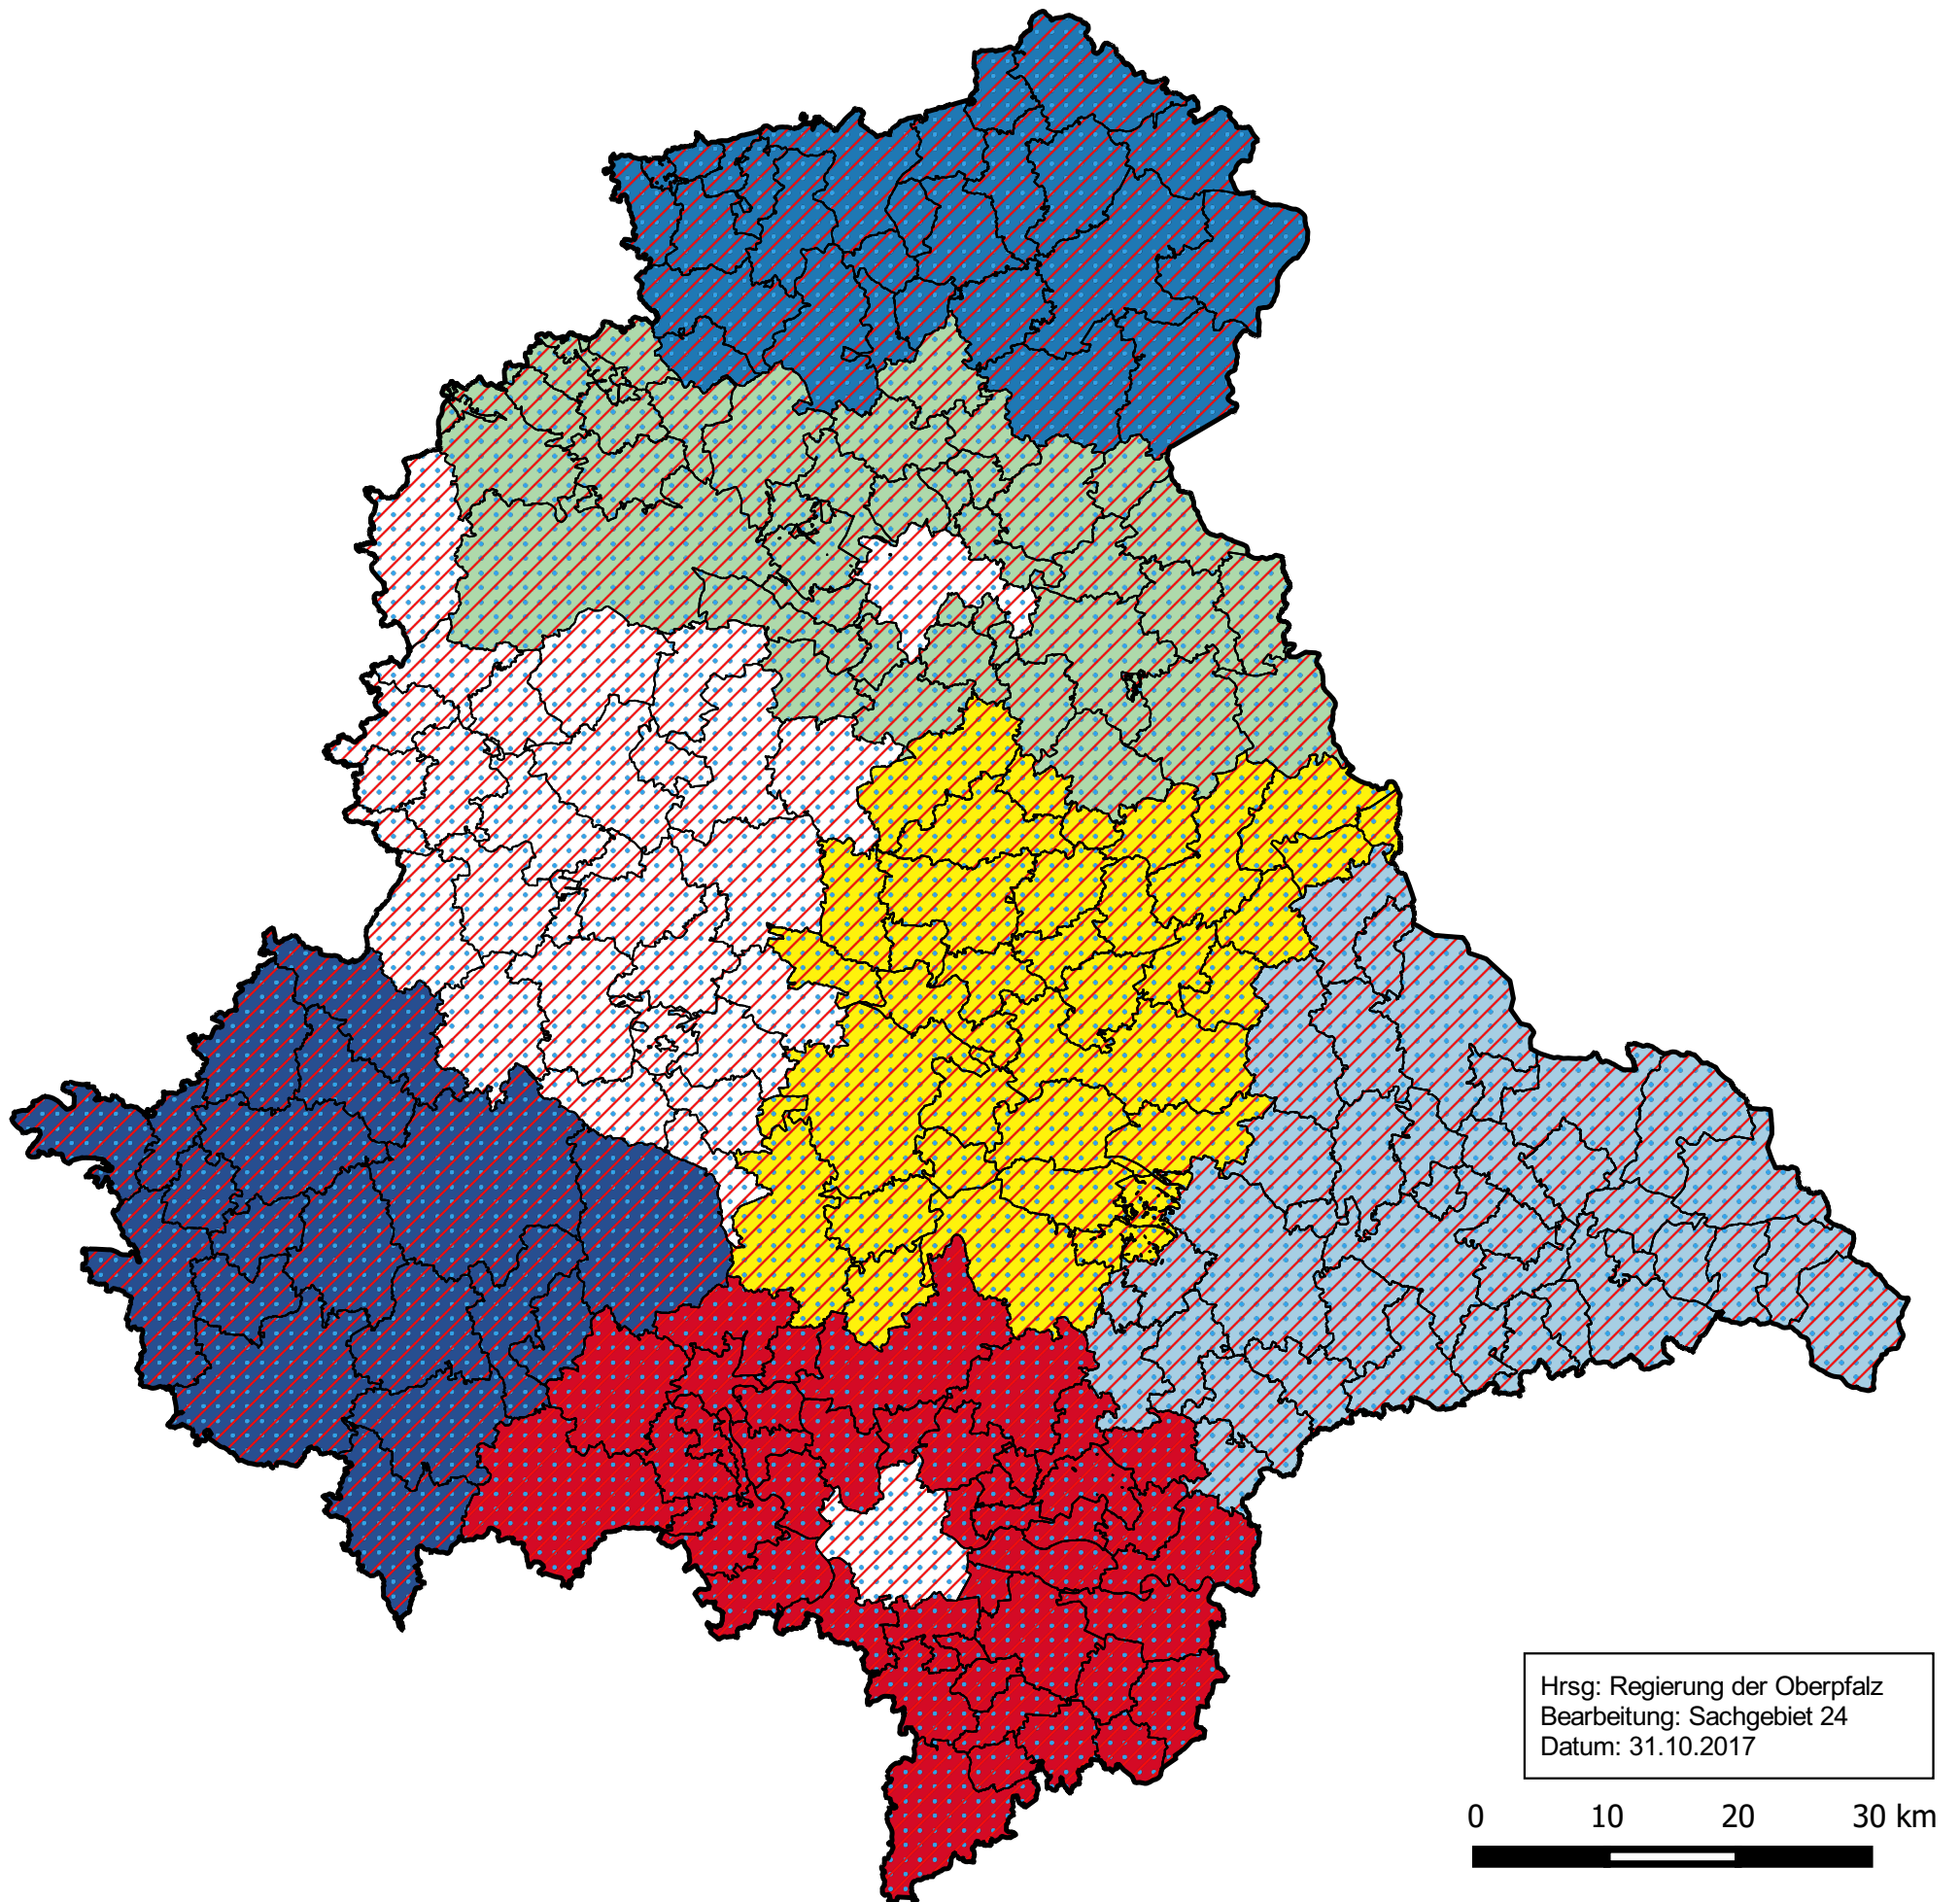 Hrsg: Regierung der Oberpfalz
Bearbeitung: Sachgebiet 24
Datum: 31.10.2017
0 10 20 30 km